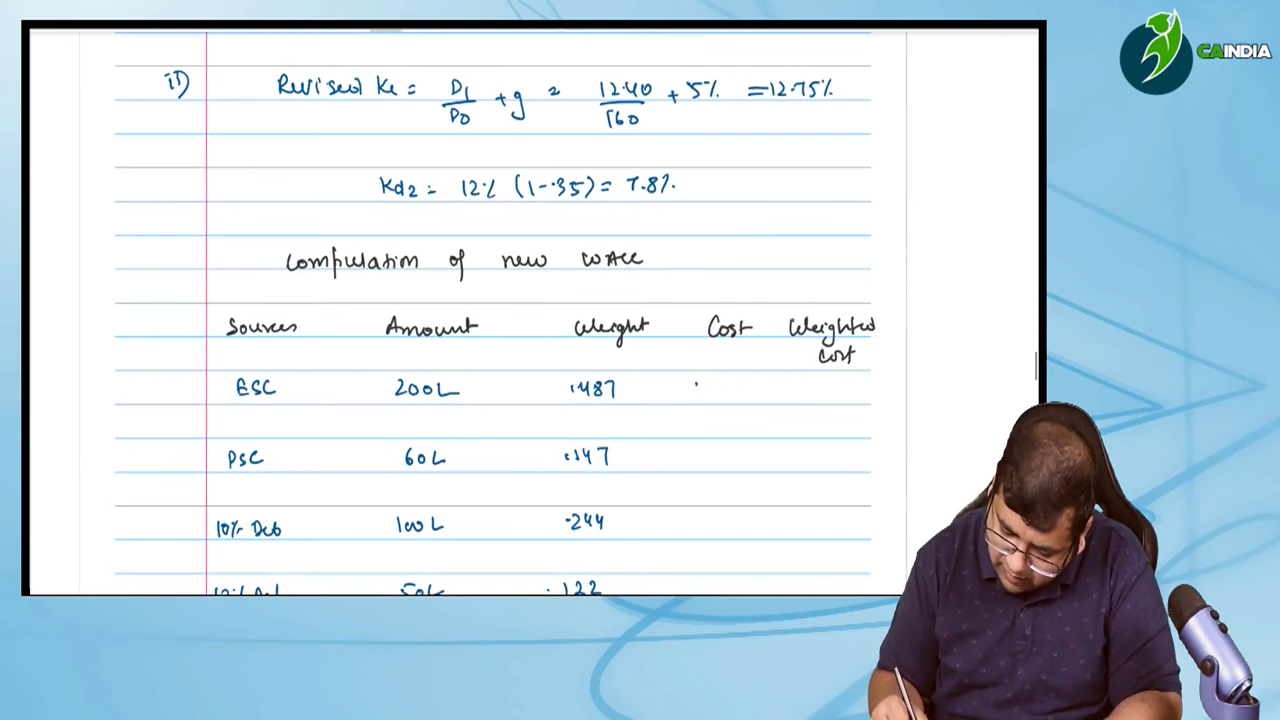 CAINDIA
ii) Revised Ke = D1/P0 + g = 12.40/160 + 5% = 12.75%
Kd2 = 12% (1-.35) = 7.8%.
Computation of new WACC
Sources Amount Weight Cost Weighted Cost
ESC 200L .487
PSC 60L .147
10% Deb 100L .244
50L .122